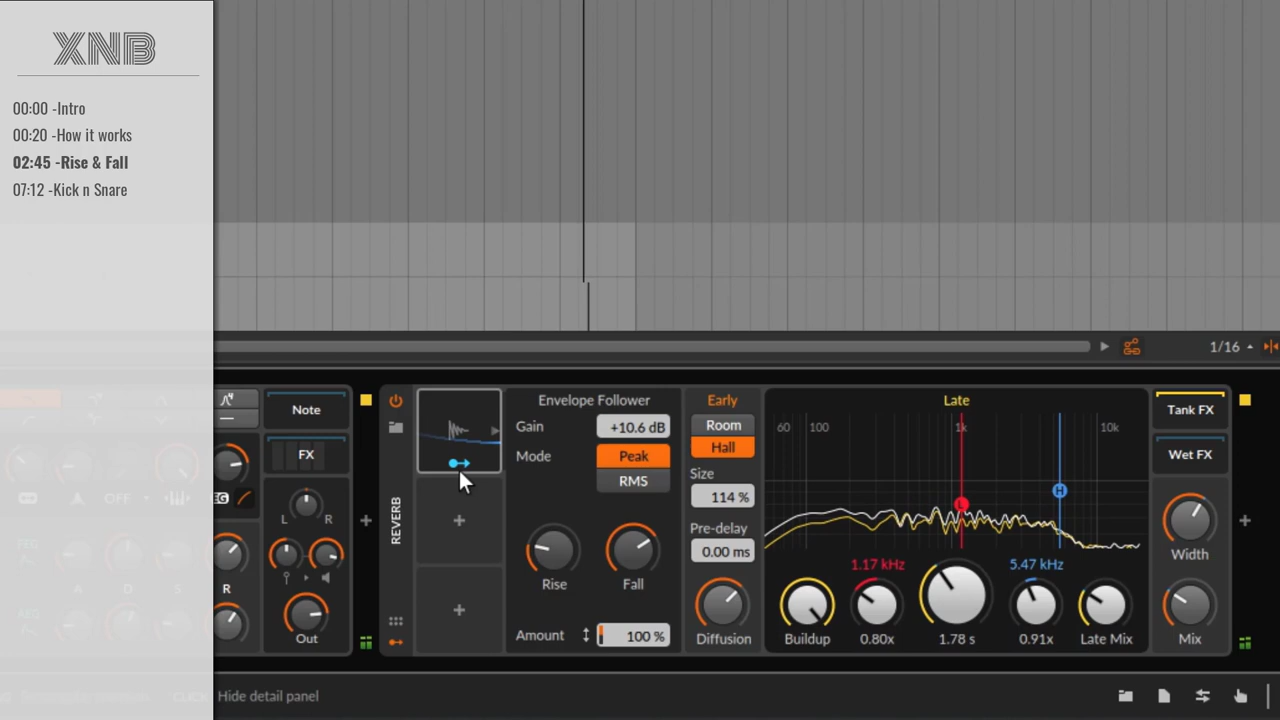 XNB
00:00 -Intro
00:20 -How it works
02:45 -Rise & Fall
07:12 -Kick n Snare
1/16
Note
FX
L
R
Out
EG
R
OFF
A
D
S
REVERB
Envelope Follower
Gain
+10.6 dB
Mode
Peak
RMS
Rise
Fall
Amount
100 %
Early
Room
Hall
Size
114 %
Pre-delay
0.00 ms
Diffusion
Late
60
100
1k
10k
L
H
1.17 kHz
5.47 kHz
Buildup
0.80x
1.78 s
0.91x
Late Mix
Tank FX
Wet FX
Width
Mix
Hide detail panel